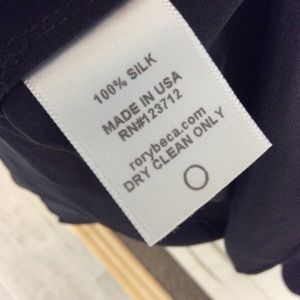 100% SILK
MADE IN USA
RN#123712
rorybeca.com
DRY CLEAN ONLY